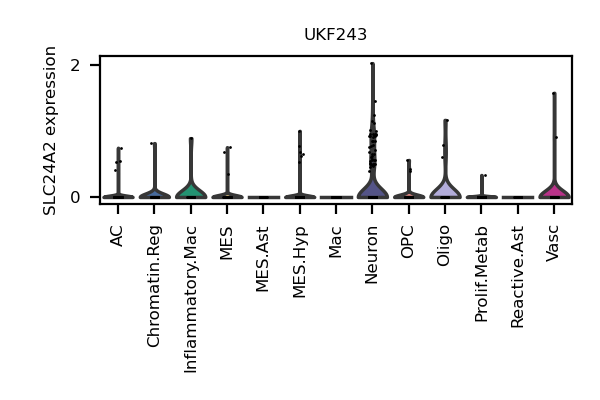 UKF243
SLC24A2 expression
2
0
AC
Chromatin.Reg
Inflammatory.Mac
MES
MES.Ast
MES.Hyp
Mac
Neuron
OPC
Oligo
Prolif.Metab
Reactive.Ast
Vasc